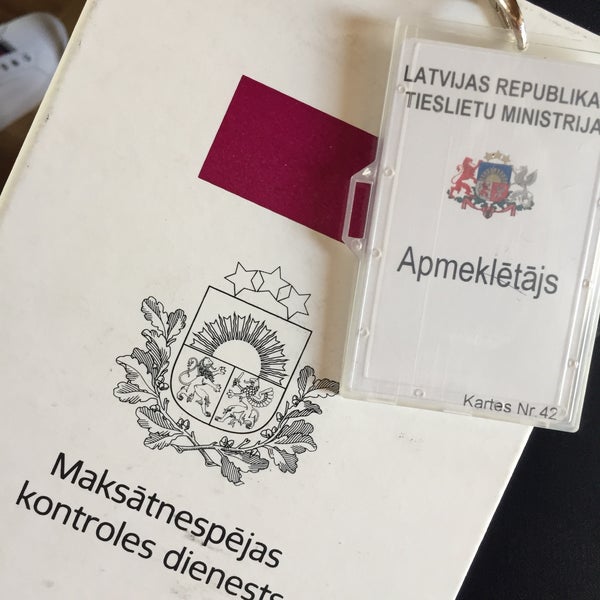 LATVIJAS REPUBLIKA
TIESLIETU MINISTRIJA
Apmeklētājs
Kartes Nr. 42
Maksātnespējas
kontroles dienests